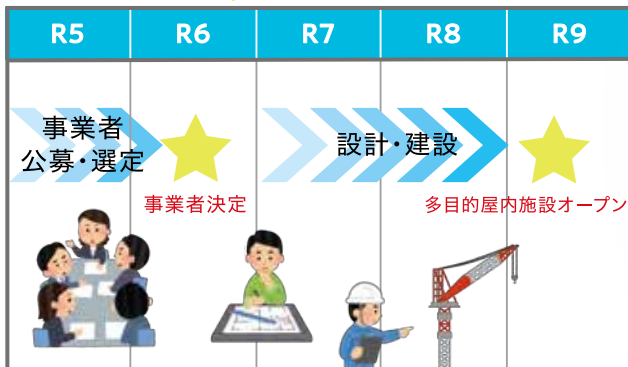 R5 R6 R7 R8 R9
事業者
公募・選定
設計・建設
事業者決定
多目的屋内施設オープン